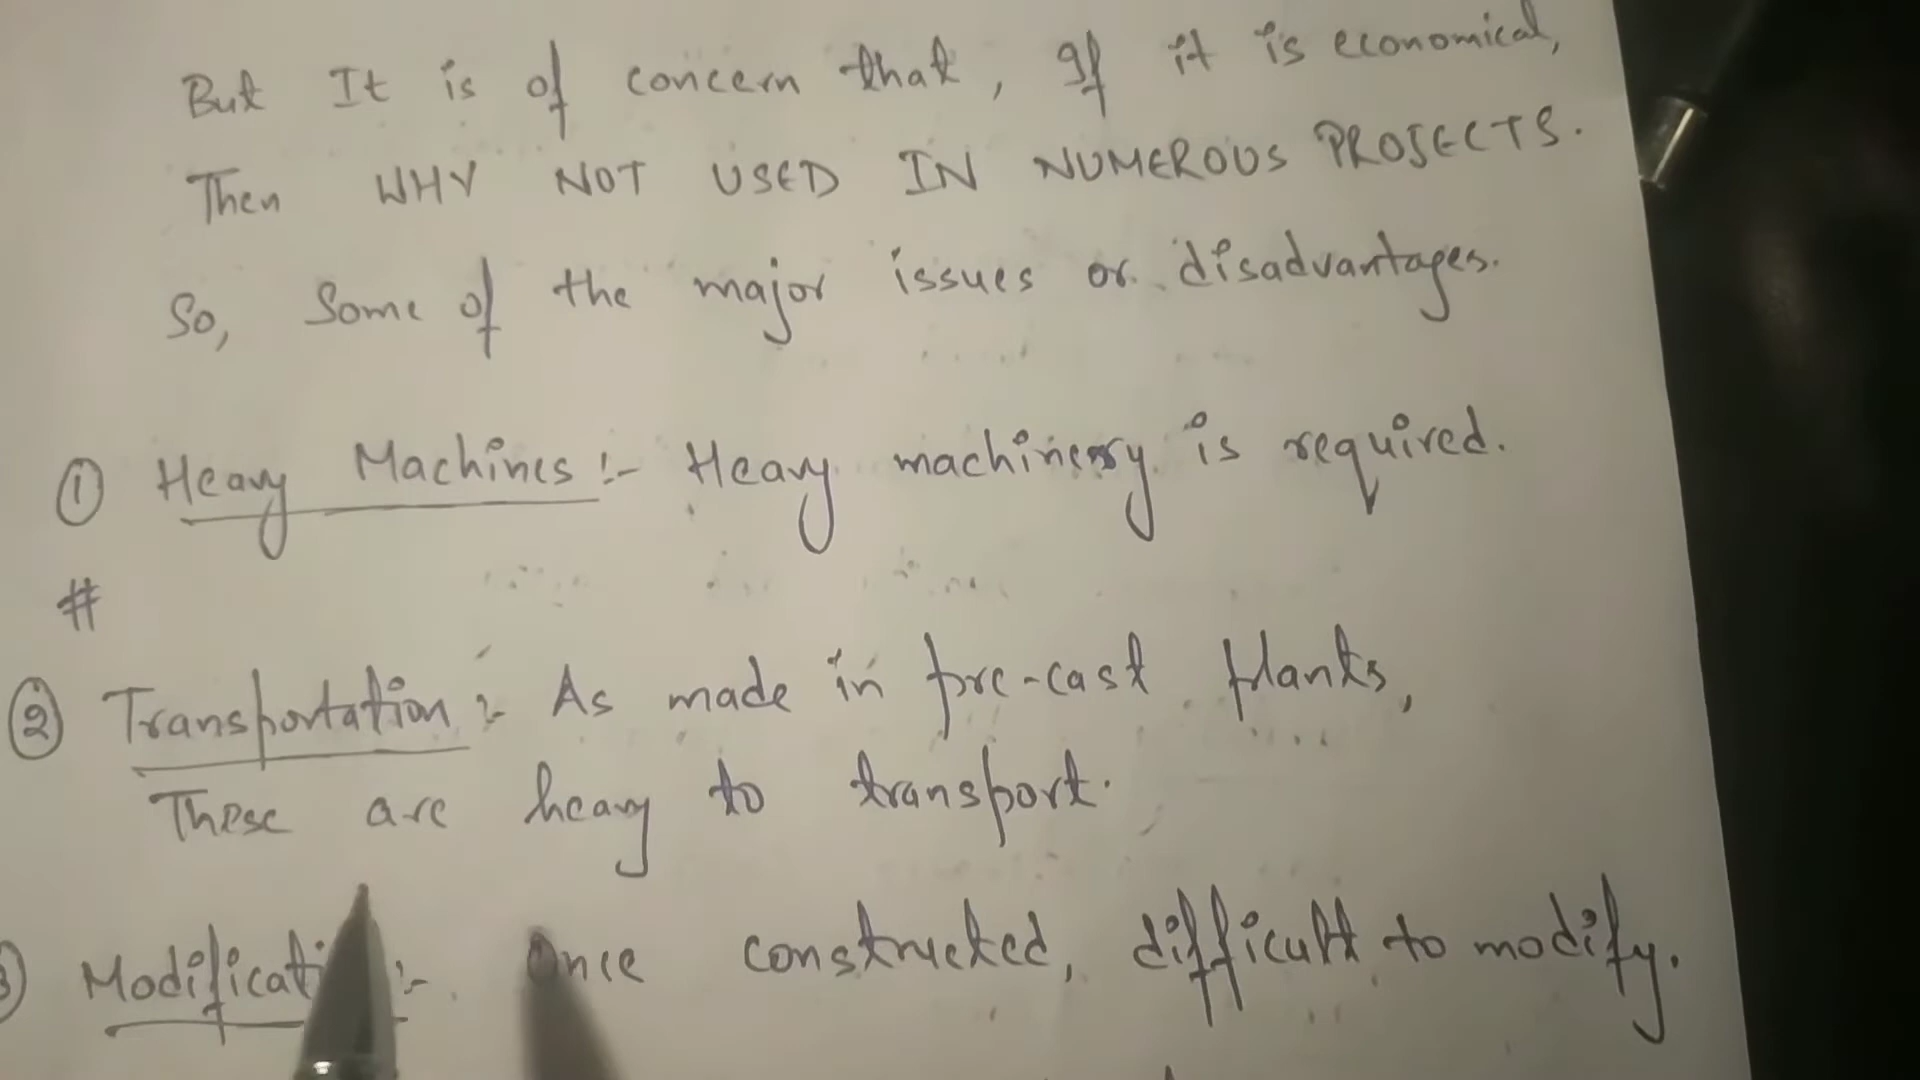 But It is of concern that, If it is economical,
Then WHY NOT USED IN NUMEROUS PROJECTS.
So, Some of the major issues or disadvantages.
① Heavy Machines :- Heavy machinery is required.
#
② Transportation :- As made in pre-cast plants,
These are heavy to transport.
③ Modification :- Once constructed, difficult to modify.